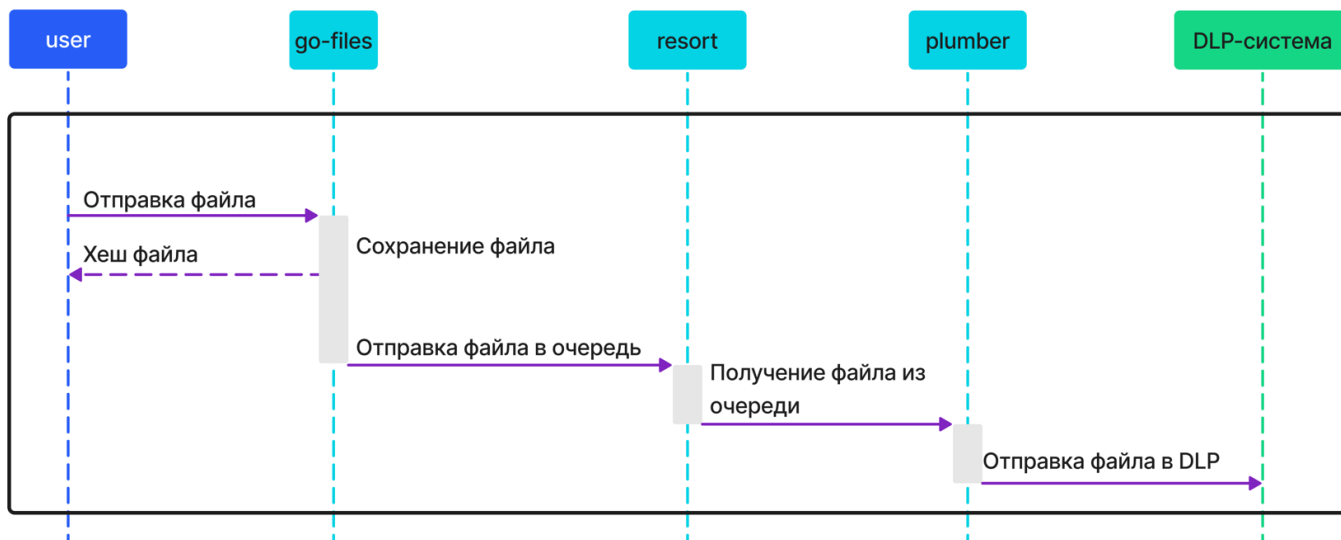 user
go-files
resort
plumber
DLP-система
Отправка файла
Сохранение файла
Хеш файла
Отправка файла в очередь
Получение файла из
очереди
Отправка файла в DLP